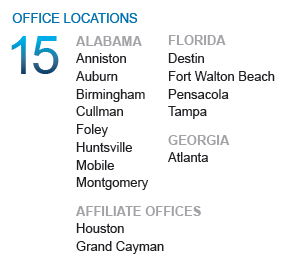 OFFICE LOCATIONS
15
ALABAMA
Anniston
Auburn
Birmingham
Cullman
Foley
Huntsville
Mobile
Montgomery
FLORIDA
Destin
Fort Walton Beach
Pensacola
Tampa
GEORGIA
Atlanta
AFFILIATE OFFICES
Houston
Grand Cayman